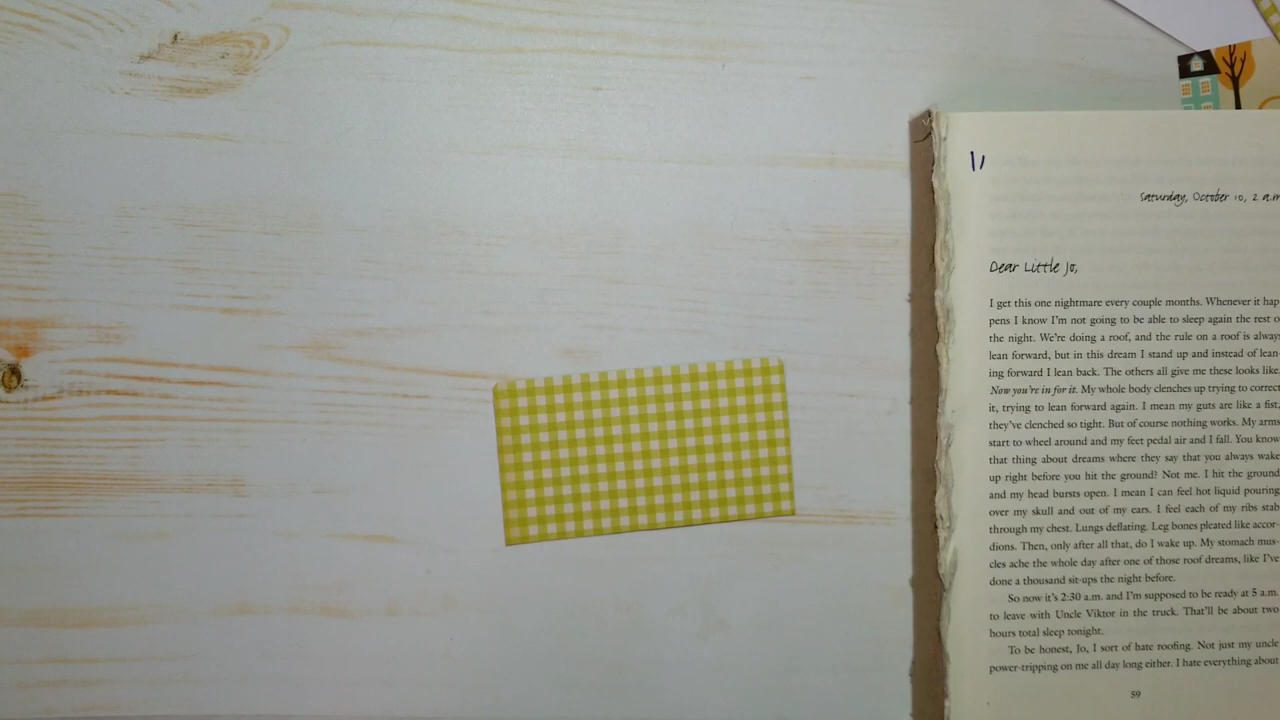 Saturday, October 10, 2 a.m
Dear Little Jo,
I get this one nightmare every couple months. Whenever it hap
pens I know I'm not going to be able to sleep again the rest o
the night. We're doing a roof, and the rule on a roof is alway
lean forward, but in this dream I stand up and instead of lean-
ing forward I lean back. The others all give me these looks like
Now you're in for it. My whole body clenches up trying to correct
it, trying to lean forward again. I mean my guts are like a fist,
they've clenched so tight. But of course nothing works. My arms
start to wheel around and my feet pedal air and I fall. You know
that thing about dreams where they say that you always wake
up right before you hit the ground? Not me. I hit the ground
and my head bursts open. I mean I can feel hot liquid pouring
over my skull and out of my ears. I feel each of my ribs stab
through my chest. Lungs deflating. Leg bones pleated like accor-
dions. Then, only after all that, do I wake up. My stomach mus-
cles ache the whole day after one of those roof dreams, like I've
done a thousand sit-ups the night before.
So now it's 2:30 a.m. and I'm supposed to be ready at 5 a.m.
to leave with Uncle Viktor in the truck. That'll be about two
hours total sleep tonight.
To be honest, Jo, I sort of hate roofing. Not just my uncle
power-tripping on me all day long either. I hate everything about
59